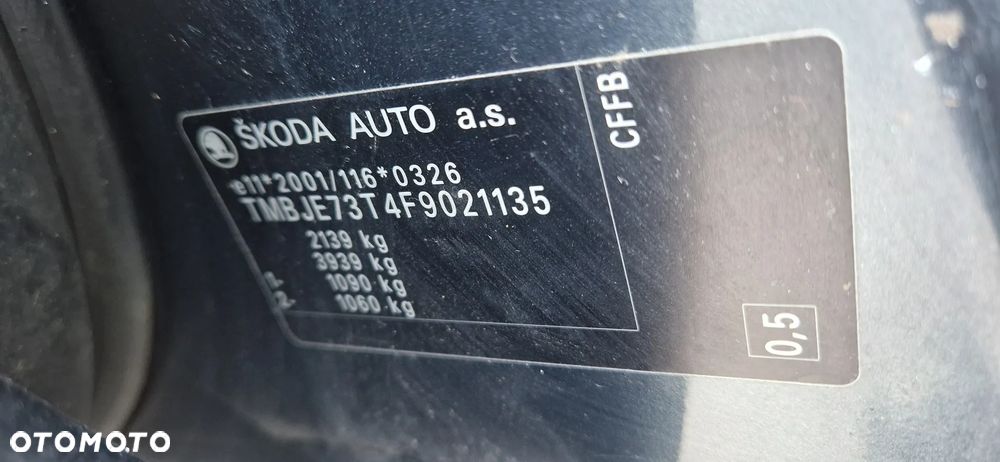 ŠKODA AUTO a.s.
e11*2001/116*0326
TMBJE73T4F9021135
2139 kg
3939 kg
1090 kg
2. 1060 kg
CFFB
0,5
OTOMOTO